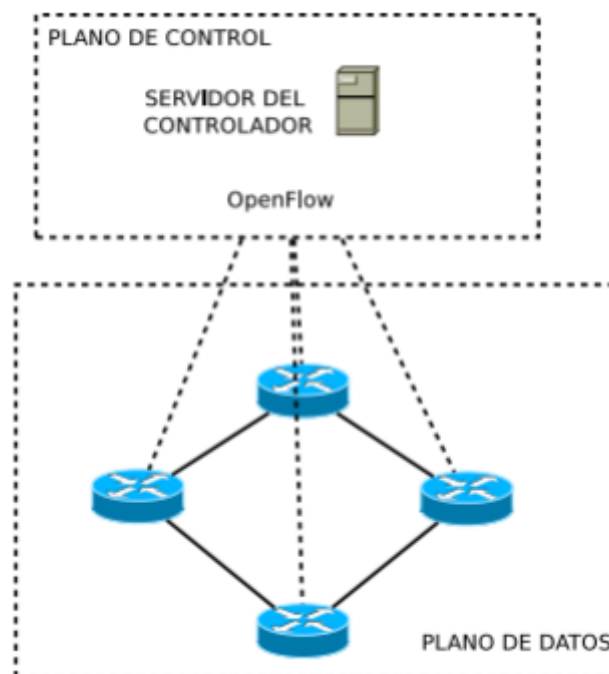 PLANO DE CONTROL
SERVIDOR DEL
CONTROLADOR
OpenFlow
PLANO DE DATOS